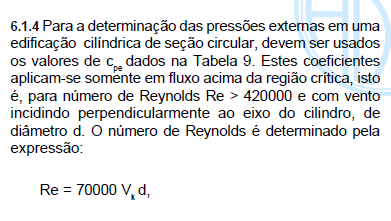 6.1.4 Para a determinação das pressões externas em uma
edificação cilíndrica de seção circular, devem ser usados
os valores de cpe dados na Tabela 9. Estes coeficientes
aplicam-se somente em fluxo acima da região crítica, isto
é, para número de Reynolds Re > 420000 e com vento
incidindo perpendicularmente ao eixo do cilindro, de
diâmetro d. O número de Reynolds é determinado pela
expressão:
Re = 70000 Vk d,